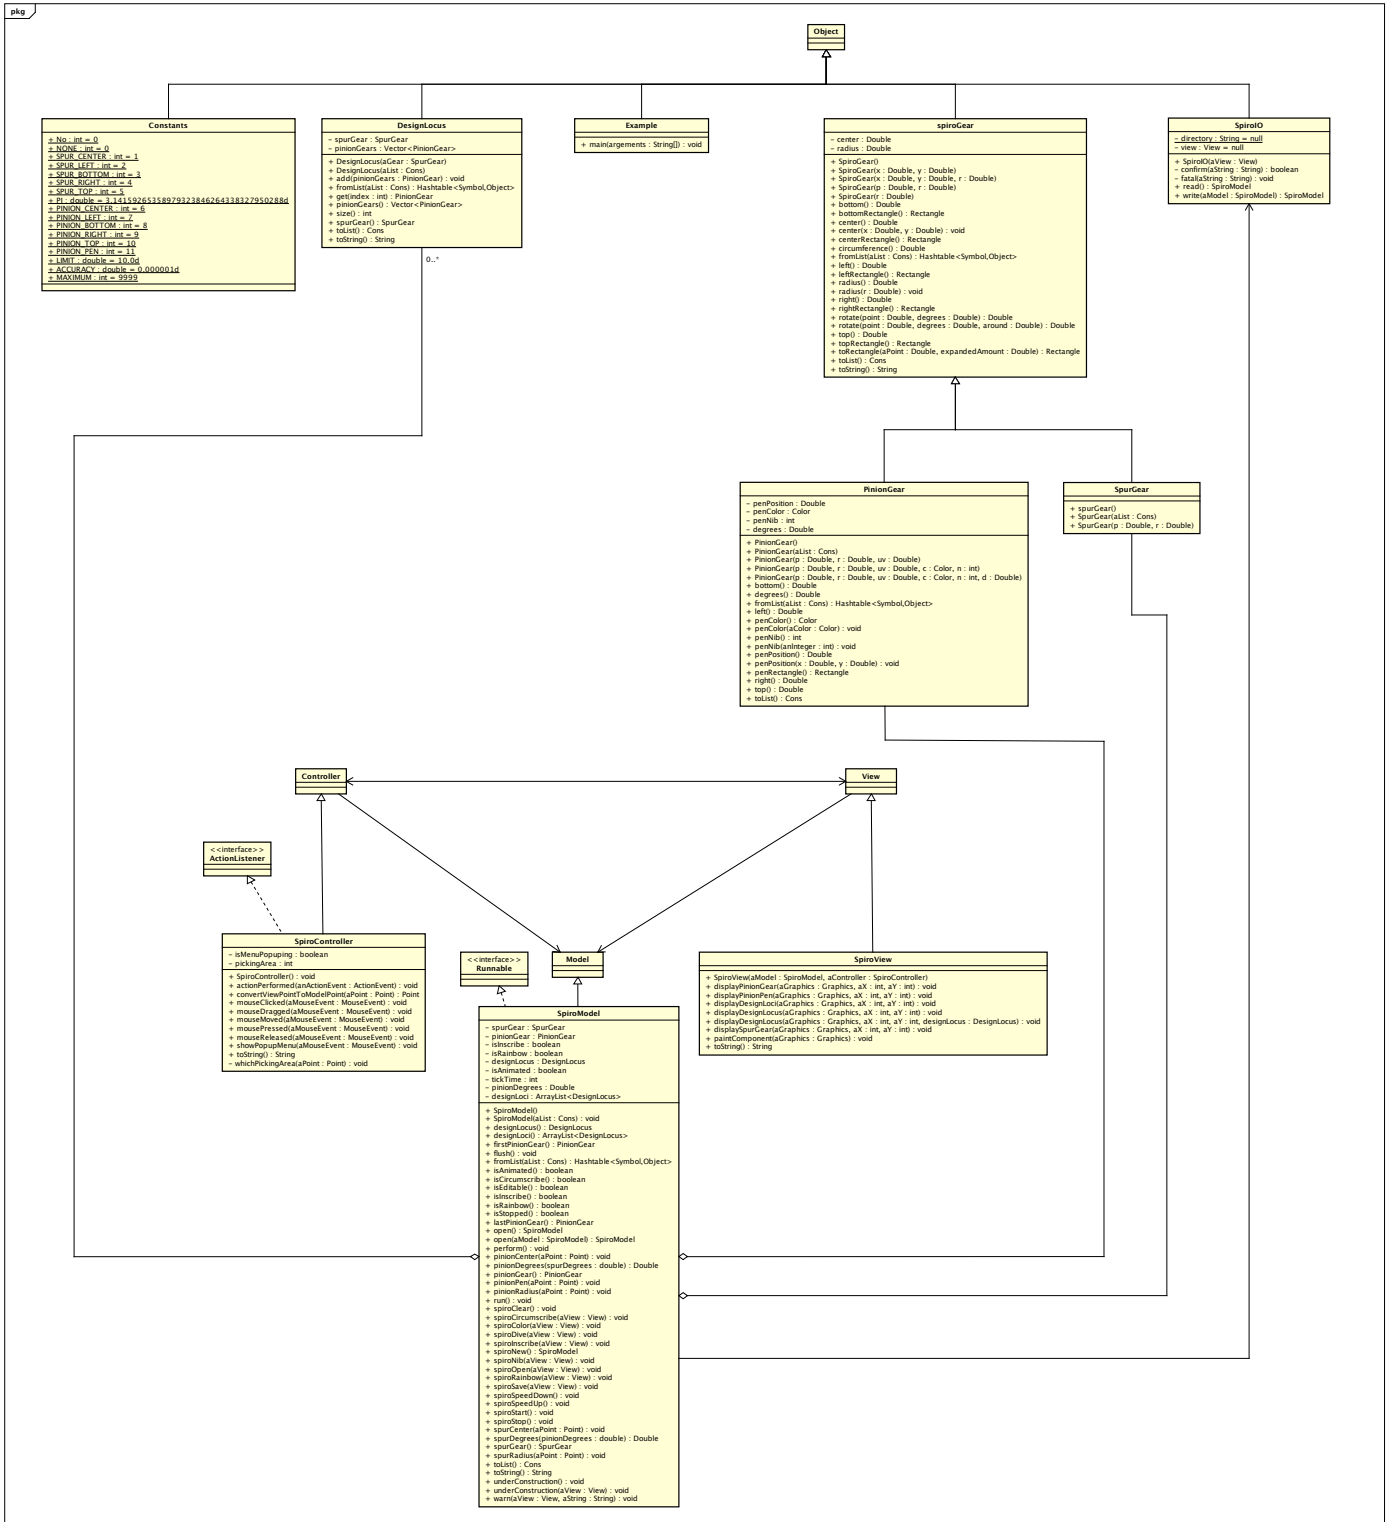 pkg
Object
Constants
+ No : int = 0
+ NONE : int = 0
+ SPUR_CENTER : int = 1
+ SPUR_LEFT : int = 2
+ SPUR_BOTTOM : int = 3
+ SPUR_RIGHT : int = 4
+ SPUR_TOP : int = 5
+ PI : double = 3.14159265358979323846264338327950288d
+ PINION_CENTER : int = 6
+ PINION_LEFT : int = 7
+ PINION_BOTTOM : int = 8
+ PINION_RIGHT : int = 9
+ PINION_TOP : int = 10
+ PINION_PEN : int = 11
+ LIMIT : double = 10.0d
+ ACCURACY : double = 0.000001d
+ MAXIMUM : int = 9999
DesignLocus
- spurGear : SpurGear
- pinionGears : Vector<PinionGear>
+ DesignLocus(aGear : SpurGear)
+ DesignLocus(aList : Cons)
+ add(pinionGears : PinionGear) : void
+ fromList(aList : Cons) : Hashtable<Symbol,Object>
+ get(index : int) : PinionGear
+ pinionGears() : Vector<PinionGear>
+ size() : int
+ spurGear() : SpurGear
+ toList() : Cons
+ toString() : String
0..*
Example
+ main(argements : String[]) : void
spiroGear
- center : Double
- radius : Double
+ SpiroGear()
+ SpiroGear(x : Double, y : Double)
+ SpiroGear(x : Double, y : Double, r : Double)
+ SpiroGear(p : Double, r : Double)
+ SpiroGear(r : Double)
+ bottom() : Double
+ bottomRectangle() : Rectangle
+ center() : Double
+ center(x : Double, y : Double) : void
+ centerRectangle() : Rectangle
+ circumference() : Double
+ fromList(aList : Cons) : Hashtable<Symbol,Object>
+ left() : Double
+ leftRectangle() : Rectangle
+ radius() : Double
+ radius(r : Double) : void
+ right() : Double
+ rightRectangle() : Rectangle
+ rotate(point : Double, degrees : Double) : Double
+ rotate(point : Double, degrees : Double, around : Double) : Double
+ top() : Double
+ topRectangle() : Rectangle
+ toRectangle(aPoint : Double, expandedAmount : Double) : Rectangle
+ toList() : Cons
+ toString() : String
SpiroIO
- directory : String = null
- view : View = null
+ SpiroIO(aView : View)
- confirm(aString : String) : boolean
- fatal(aString : String) : void
+ read() : SpiroModel
+ write(aModel : SpiroModel) : SpiroModel
PinionGear
- penPosition : Double
- penColor : Color
- penNib : int
- degrees : Double
+ PinionGear()
+ PinionGear(aList : Cons)
+ PinionGear(p : Double, r : Double, uv : Double)
+ PinionGear(p : Double, r : Double, uv : Double, c : Color, n : int)
+ PinionGear(p : Double, r : Double, uv : Double, c : Color, n : int, d : Double)
+ bottom() : Double
+ degrees() : Double
+ fromList(aList : Cons) : Hashtable<Symbol,Object>
+ left() : Double
+ penColor() : Color
+ penColor(aColor : Color) : void
+ penNib() : int
+ penNib(anInteger : int) : void
+ penPosition() : Double
+ penPosition(x : Double, y : Double) : void
+ penRectangle() : Rectangle
+ right() : Double
+ top() : Double
+ toList() : Cons
SpurGear
+ spurGear()
+ SpurGear(aList : Cons)
+ SpurGear(p : Double, r : Double)
Controller
View
<<interface>>
ActionListener
SpiroController
- isMenuPopuping : boolean
- pickingArea : int
+ SpiroController() : void
+ actionPerformed(anActionEvent : ActionEvent) : void
+ convertViewPointToModelPoint(aPoint : Point) : Point
+ mouseClicked(aMouseEvent : MouseEvent) : void
+ mouseDragged(aMouseEvent : MouseEvent) : void
+ mouseMoved(aMouseEvent : MouseEvent) : void
+ mousePressed(aMouseEvent : MouseEvent) : void
+ mouseReleased(aMouseEvent : MouseEvent) : void
+ showPopupMenu(aMouseEvent : MouseEvent) : void
+ toString() : String
- whichPickingArea(aPoint : Point) : void
<<interface>>
Runnable
Model
SpiroView
+ SpiroView(aModel : SpiroModel, aController : SpiroController)
+ displayPinionGear(aGraphics : Graphics, aX : int, aY : int) : void
+ displayPinionPen(aGraphics : Graphics, aX : int, aY : int) : void
+ displayDesignLoci(aGraphics : Graphics, aX : int, aY : int) : void
+ displayDesignLocus(aGraphics : Graphics, aX : int, aY : int) : void
+ displayDesignLocus(aGraphics : Graphics, aX : int, aY : int, designLocus : DesignLocus) : void
+ displaySpurGear(aGraphics : Graphics, aX : int, aY : int) : void
+ paintComponent(aGraphics : Graphics) : void
+ toString() : String
SpiroModel
- spurGear : SpurGear
- pinionGear : PinionGear
- isInscribe : boolean
- isRainbow : boolean
- designLocus : DesignLocus
- isAnimated : boolean
- tickTime : int
- pinionDegrees : Double
- designLoci : ArrayList<DesignLocus>
+ SpiroModel()
+ SpiroModel(aList : Cons) : void
+ designLocus() : DesignLocus
+ designLoci() : ArrayList<DesignLocus>
+ firstPinionGear() : PinionGear
+ flush() : void
+ fromList(aList : Cons) : Hashtable<Symbol,Object>
+ isAnimated() : boolean
+ isCircumscribe() : boolean
+ isEditable() : boolean
+ isInscribe() : boolean
+ isRainbow() : boolean
+ isStopped() : boolean
+ lastPinionGear() : PinionGear
+ open() : SpiroModel
+ open(aModel : SpiroModel) : SpiroModel
+ perform() : void
+ pinionCenter(aPoint : Point) : void
+ pinionDegrees(spurDegrees : double) : Double
+ pinionGear() : PinionGear
+ pinionPen(aPoint : Point) : void
+ pinionRadius(aPoint : Point) : void
+ run() : void
+ spiroClear() : void
+ spiroCircumscribe(aView : View) : void
+ spiroColor(aView : View) : void
+ spiroDive(aView : View) : void
+ spiroInscribe(aView : View) : void
+ spiroNew() : SpiroModel
+ spiroNib(aView : View) : void
+ spiroOpen(aView : View) : void
+ spiroRainbow(aView : View) : void
+ spiroSave(aView : View) : void
+ spiroSpeedDown() : void
+ spiroSpeedUp() : void
+ spiroStart() : void
+ spiroStop() : void
+ spurCenter(aPoint : Point) : void
+ spurDegrees(pinionDegrees : double) : Double
+ spurGear() : SpurGear
+ spurRadius(aPoint : Point) : void
+ toList() : Cons
+ toString() : String
+ underConstruction() : void
+ underConstruction(aView : View) : void
+ warn(aView : View, aString : String) : void